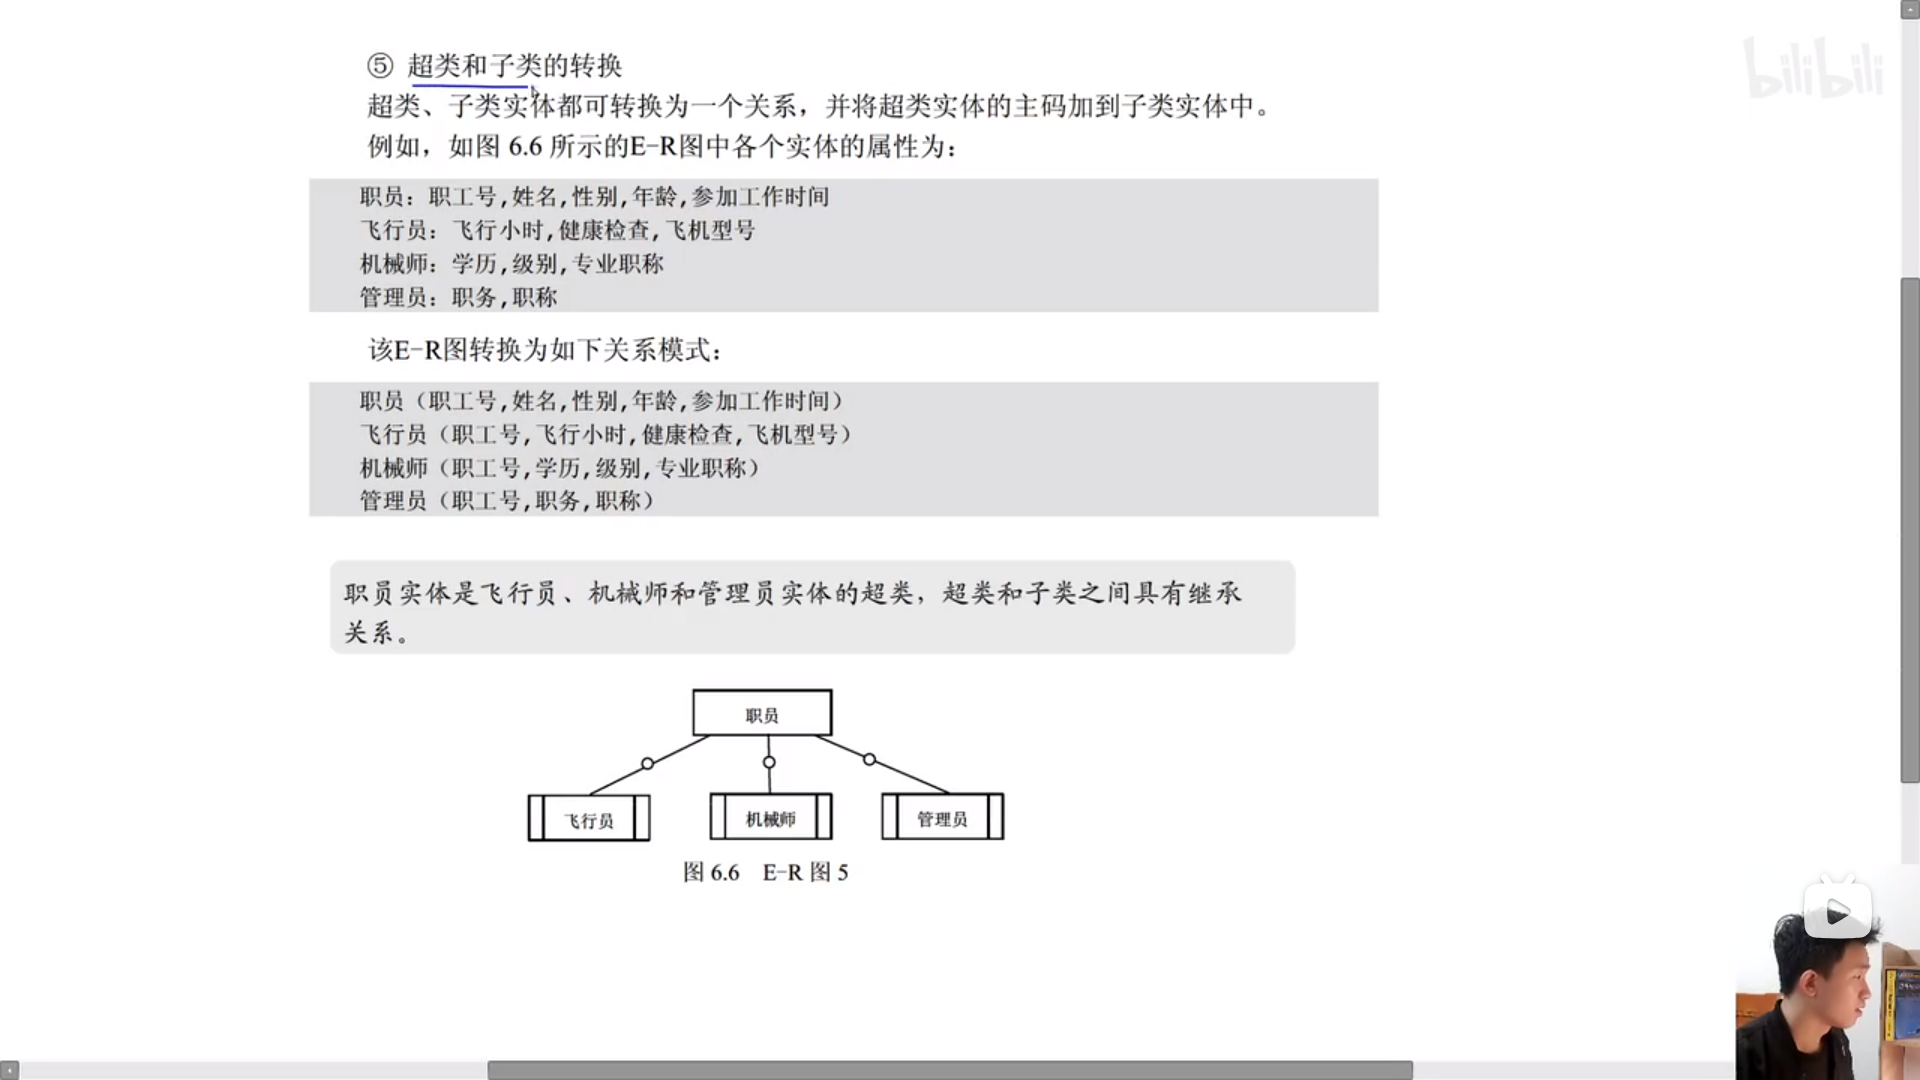 ⑤ 超类和子类的转换
超类、子类实体都可转换为一个关系，并将超类实体的主码加到子类实体中。
例如，如图 6.6 所示的E-R图中各个实体的属性为：
职员：职工号,姓名,性别,年龄,参加工作时间
飞行员：飞行小时,健康检查,飞机型号
机械师：学历,级别,专业职称
管理员：职务,职称
该E-R图转换为如下关系模式：
职员（职工号,姓名,性别,年龄,参加工作时间）
飞行员（职工号,飞行小时,健康检查,飞机型号）
机械师（职工号,学历,级别,专业职称）
管理员（职工号,职务,职称）
职员实体是飞行员、机械师和管理员实体的超类，超类和子类之间具有继承
关系。
职员
飞行员
机械师
管理员
图 6.6 E-R 图 5
bilibili